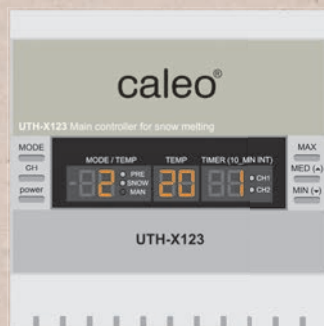 caleo®
UTH-X123 Main controller for snow melting
MODE
CH
power
MODE / TEMP
TEMP
TIMER (10_MIN INT)
2
PRE
SNOW
MAN
20
1
CH1
CH2
MAX
MED (▲)
MIN (▼)
UTH-X123